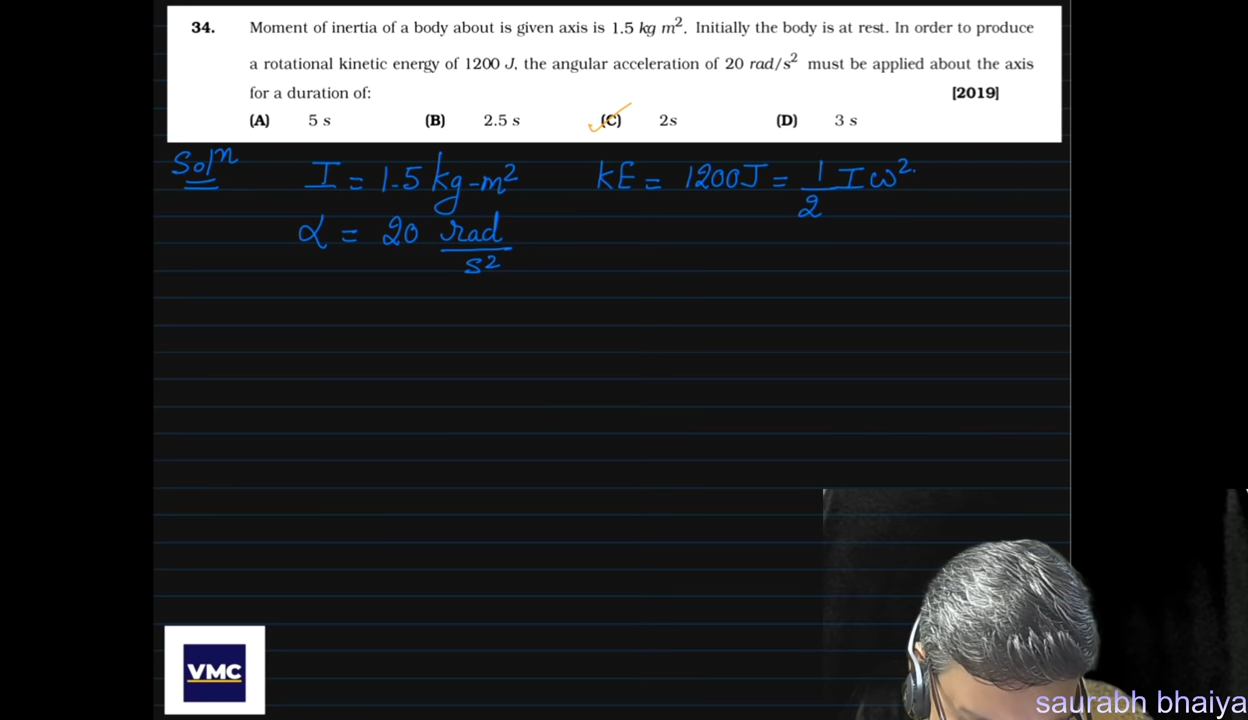 34. Moment of inertia of a body about is given axis is 1.5 kg m². Initially the body is at rest. In order to produce
a rotational kinetic energy of 1200 J, the angular acceleration of 20 rad/s² must be applied about the axis
for a duration of: [2019]
(A) 5 s (B) 2.5 s (C) 2s (D) 3 s
Solⁿ I = 1.5 kg-m² KE = 1200J = 1/2 I ω².
α = 20 rad/s²
VMC
saurabh bhaiya